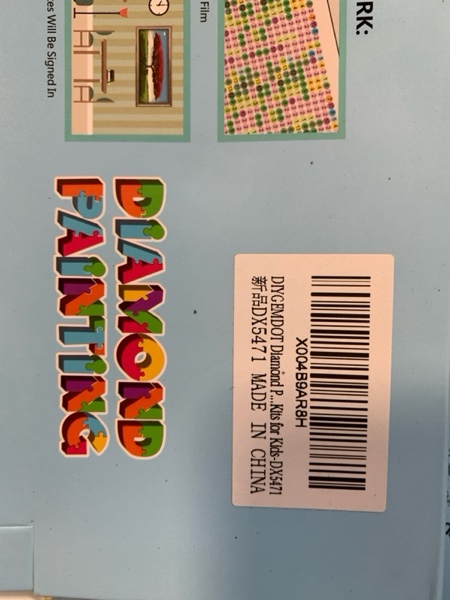 RK:
Film
ces Will Be Signed In
DIAMOND
PAINTING
X004B9AR8H
DIYGEMDOT Diamond P...Kits for Kids-DX5471
新品DX5471 MADE IN CHINA